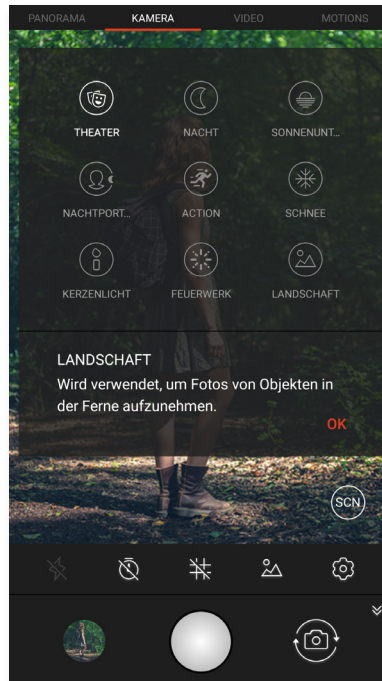 PANORAMA KAMERA VIDEO MOTIONS
THEATER NACHT SONNENUNT...
NACHTPORT... ACTION SCHNEE
KERZENLICHT FEUERWERK LANDSCHAFT
LANDSCHAFT
Wird verwendet, um Fotos von Objekten in
der Ferne aufzunehmen.
OK
SCN